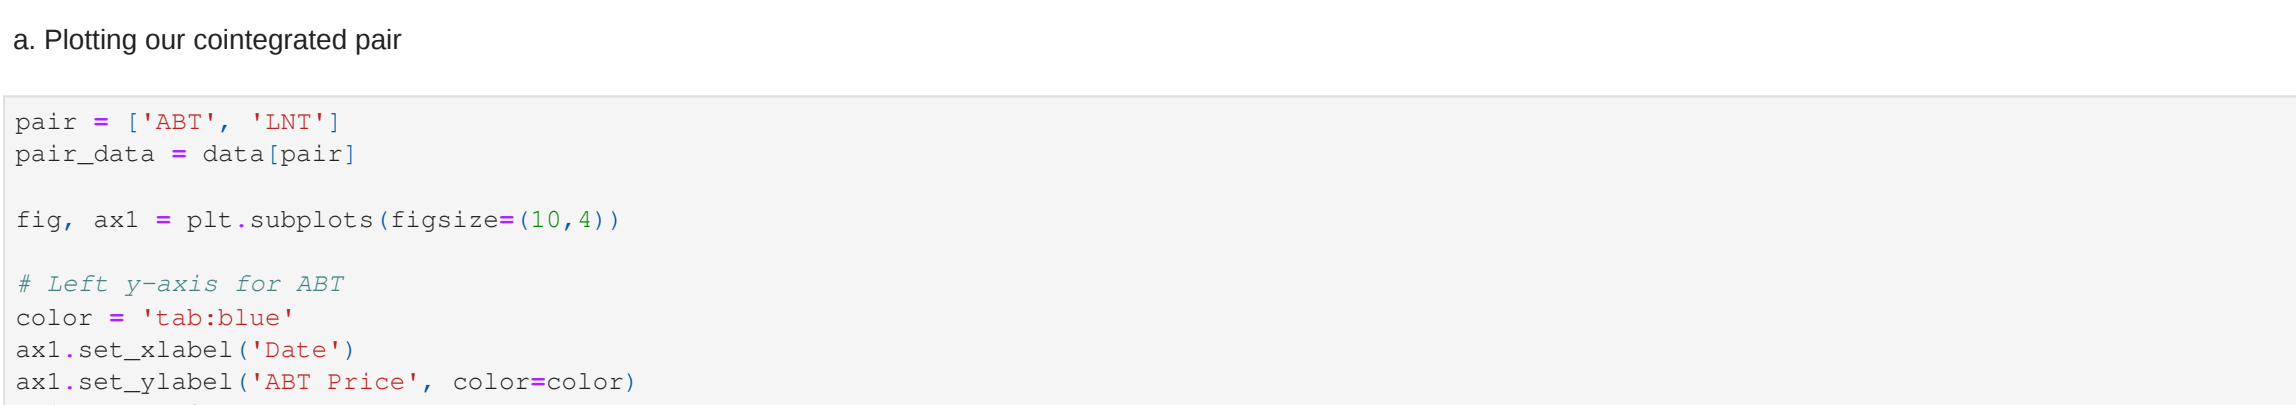 a. Plotting our cointegrated pair
pair = ['ABT', 'LNT']
pair_data = data[pair]
fig, ax1 = plt.subplots(figsize=(10,4))
# Left y-axis for ABT
color = 'tab:blue'
ax1.set_xlabel('Date')
ax1.set_ylabel('ABT Price', color=color)